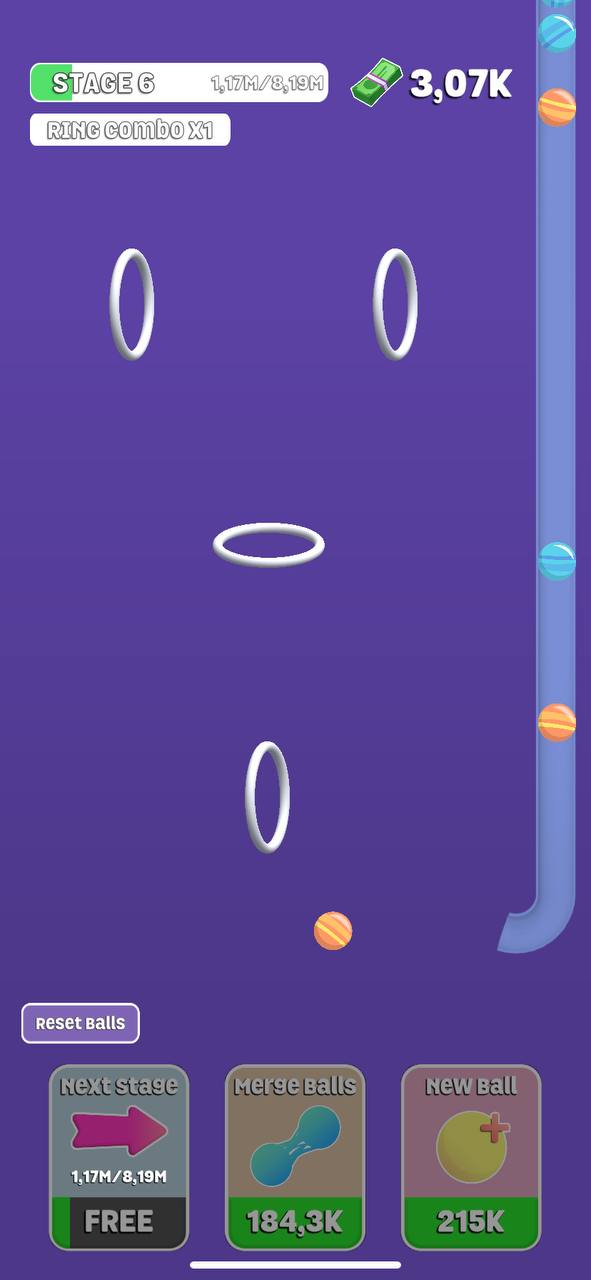 STAGE 6
1,17M/8,19M
3,07K
RING COMBO X1
Reset Balls
Next Stage
1,17M/8,19M
FREE
Merge Balls
184,3K
New Ball
215K